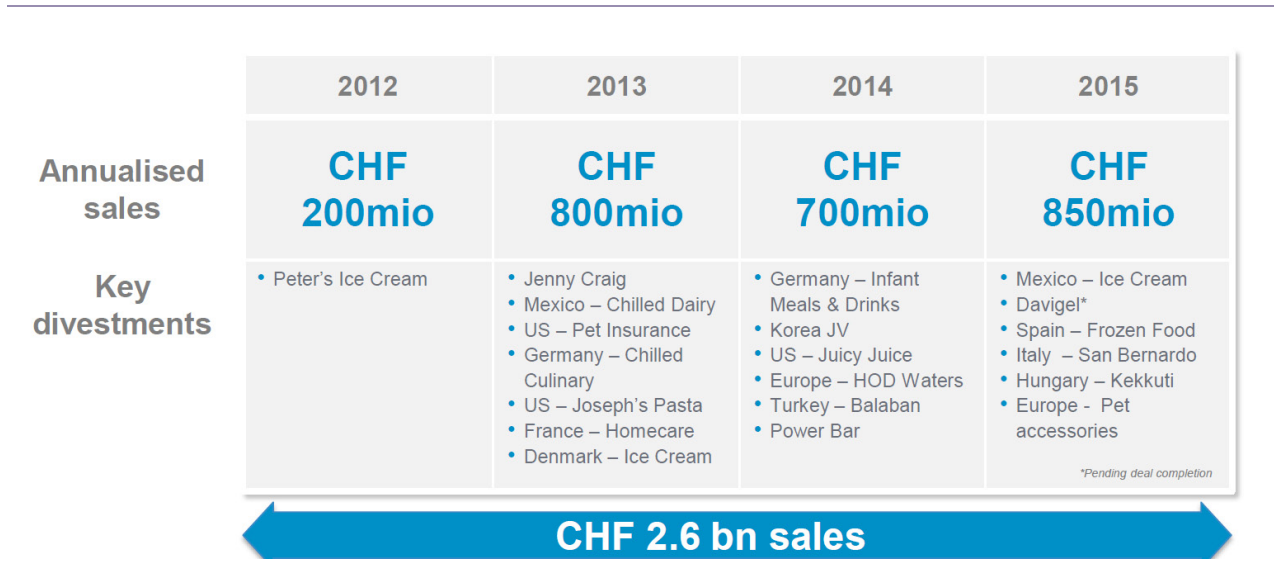 2012
2013
2014
2015
Annualised
sales
CHF
200mio
CHF
800mio
CHF
700mio
CHF
850mio
Key
divestments
• Peter's Ice Cream
• Jenny Craig
• Mexico – Chilled Dairy
• US – Pet Insurance
• Germany – Chilled
Culinary
• US – Joseph's Pasta
• France – Homecare
• Denmark – Ice Cream
• Germany – Infant
Meals & Drinks
• Korea JV
• US – Juicy Juice
• Europe – HOD Waters
• Turkey – Balaban
• Power Bar
• Mexico – Ice Cream
• Davigel*
• Spain – Frozen Food
• Italy – San Bernardo
• Hungary – Kekkuti
• Europe - Pet
accessories
*Pending deal completion
CHF 2.6 bn sales